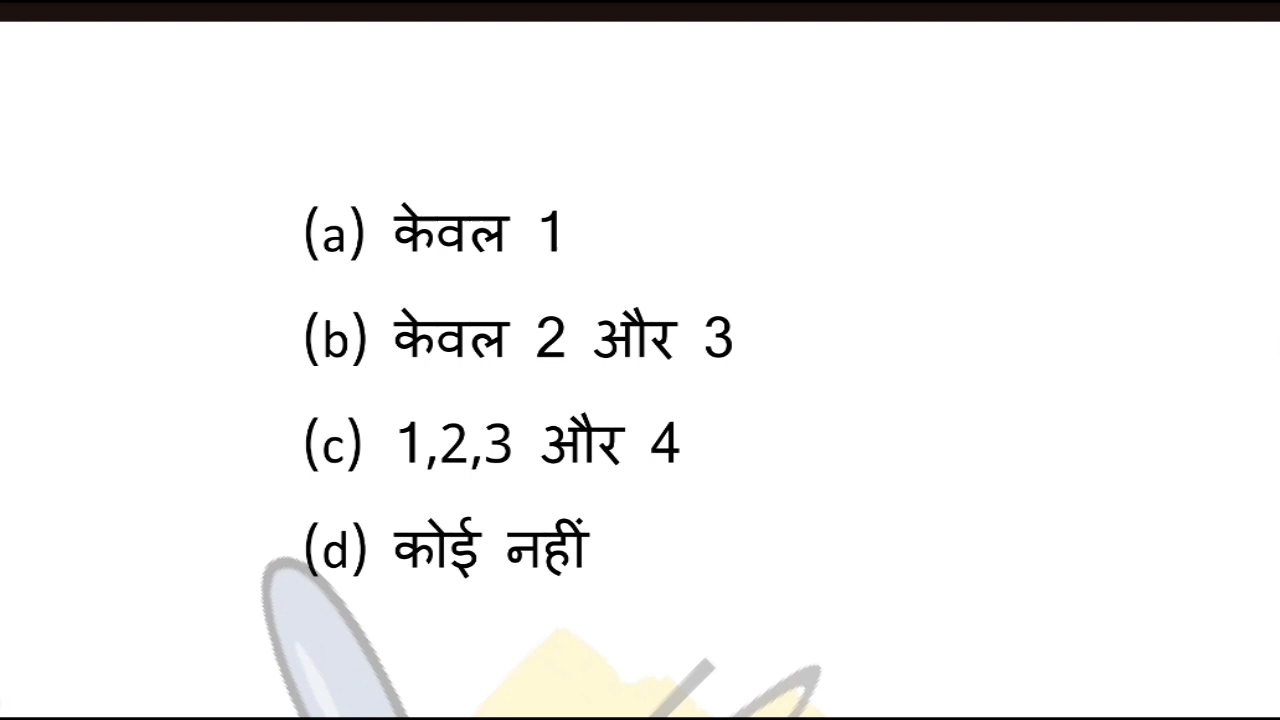 (a) केवल 1
(b) केवल 2 और 3
(c) 1,2,3 और 4
(d) कोई नहीं